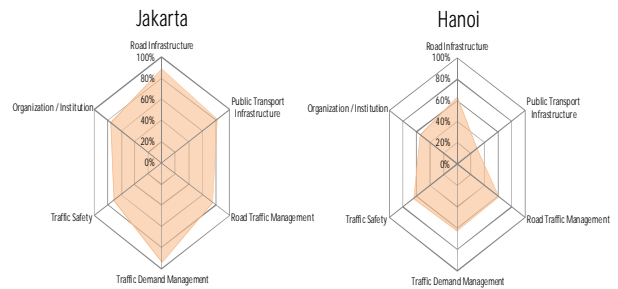 Jakarta
Road Infrastructure
100%
80%
60%
40%
20%
0%
Public Transport
Infrastructure
Road Traffic Management
Traffic Demand Management
Traffic Safety
Organization / Institution
Hanoi
Road Infrastructure
100%
80%
60%
40%
20%
0%
Public Transport
Infrastructure
Road Traffic Management
Traffic Demand Management
Traffic Safety
Organization / Institution